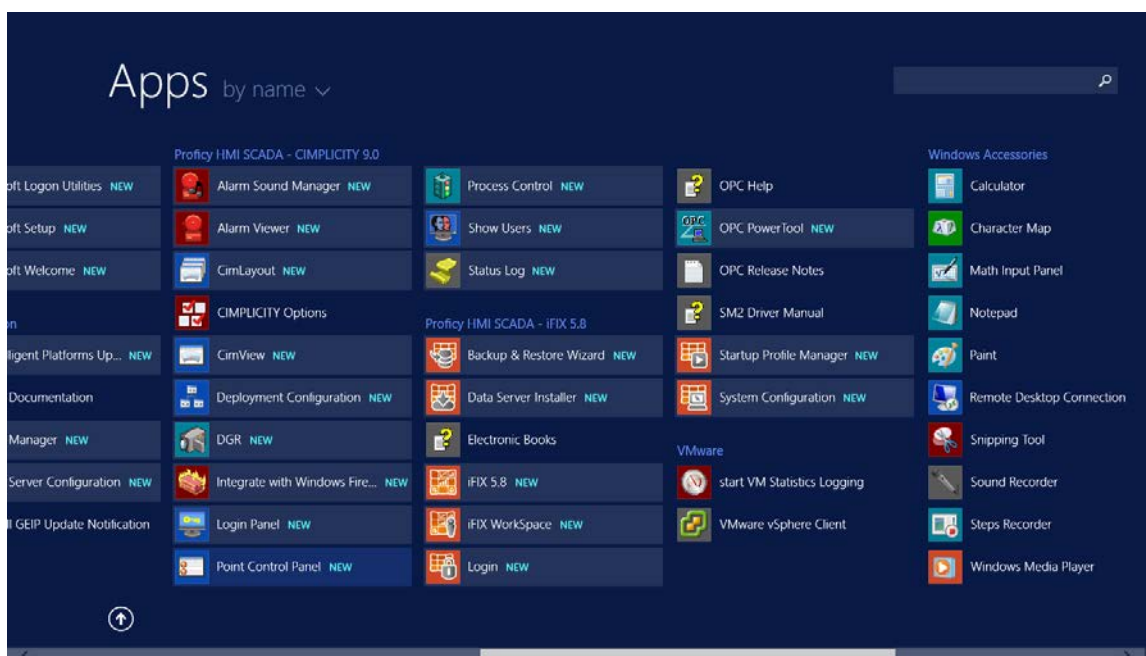 Apps by name
oft Logon Utilities NEW
oft Setup NEW
oft Welcome NEW
on
lligent Platforms Up... NEW
Documentation
Manager NEW
Server Configuration NEW
ll GEIP Update Notification
Proficy HMI SCADA - CIMPLICITY 9.0
Alarm Sound Manager NEW
Alarm Viewer NEW
CimLayout NEW
CIMPLICITY Options
CimView NEW
Deployment Configuration NEW
DGR NEW
Integrate with Windows Fire... NEW
Login Panel NEW
Point Control Panel NEW
Process Control NEW
Show Users NEW
Status Log NEW
Proficy HMI SCADA - iFIX 5.8
Backup & Restore Wizard NEW
Data Server Installer NEW
Electronic Books
iFIX 5.8 NEW
iFIX WorkSpace NEW
Login NEW
OPC Help
OPC PowerTool NEW
OPC Release Notes
SM2 Driver Manual
Startup Profile Manager NEW
System Configuration NEW
VMware
start VM Statistics Logging
VMware vSphere Client
Windows Accessories
Calculator
Character Map
Math Input Panel
Notepad
Paint
Remote Desktop Connection
Snipping Tool
Sound Recorder
Steps Recorder
Windows Media Player